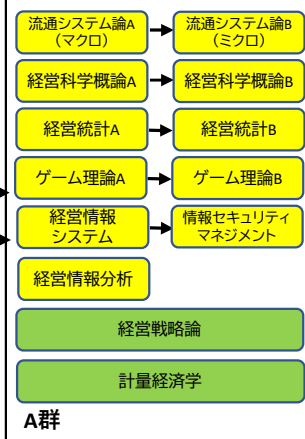 流通システム論A
(マクロ)
流通システム論B
(ミクロ)
経営科学概論A
経営科学概論B
経営統計A
経営統計B
ゲーム理論A
ゲーム理論B
経営情報
システム
情報セキュリティ
マネジメント
経営情報分析
経営戦略論
計量経済学
A群